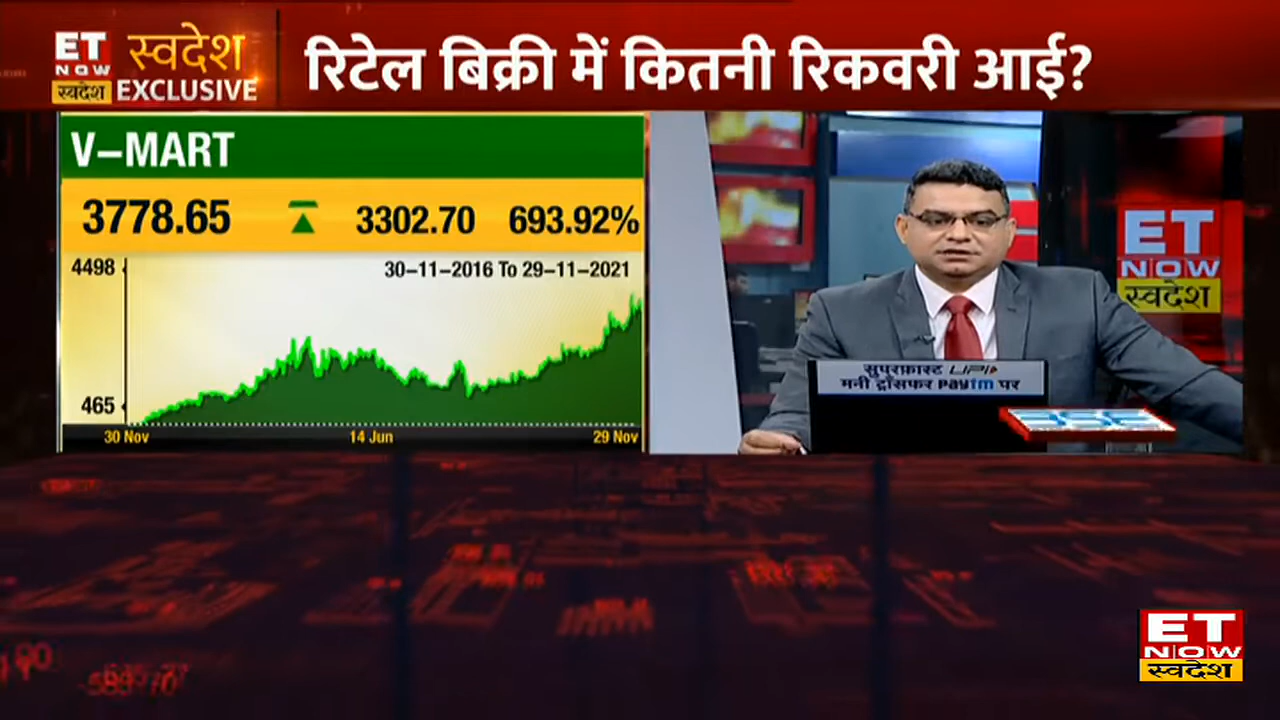 ET
NOW
स्वदेश
स्वदेश
EXCLUSIVE
रिटेल बिक्री में कितनी रिकवरी आई?
V-MART
3778.65 3302.70 693.92%
4498
30-11-2016 To 29-11-2021
465
30 Nov 14 Jun 29 Nov
ET
NOW
स्वदेश
सुपरफ़ास्ट UPI
मनी ट्रांसफर paytm पर
ET
NOW
स्वदेश